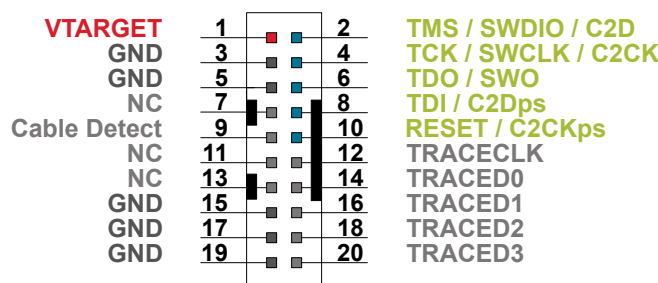 VTARGET 1 2 TMS / SWDIO / C2D
GND 3 4 TCK / SWCLK / C2CK
GND 5 6 TDO / SWO
NC 7 8 TDI / C2Dps
Cable Detect 9 10 RESET / C2CKps
NC 11 12 TRACECLK
NC 13 14 TRACED0
GND 15 16 TRACED1
GND 17 18 TRACED2
GND 19 20 TRACED3